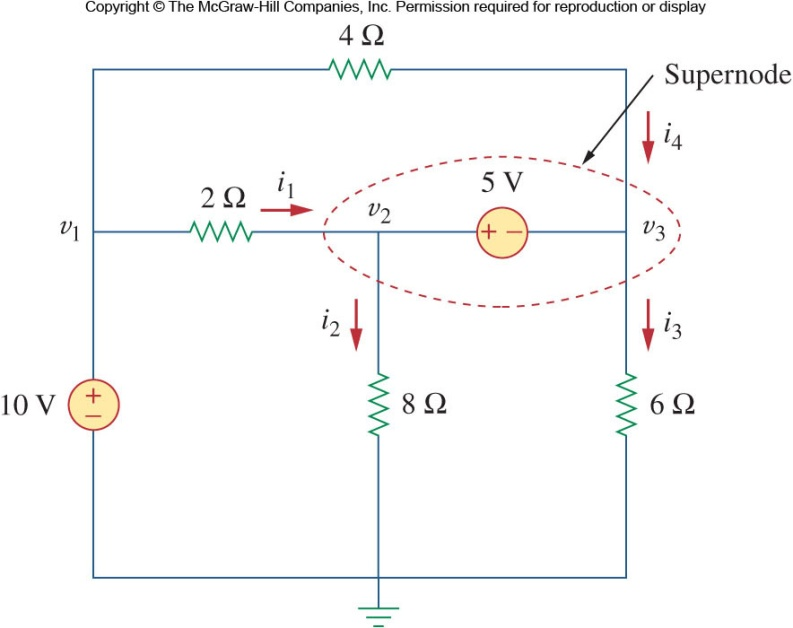 Copyright © The McGraw-Hill Companies, Inc. Permission required for reproduction or display
4 Ω
Supernode
i4
5 V
2 Ω
i1
v2
v1
+ −
v3
i2
i3
10 V
+
−
8 Ω
6 Ω